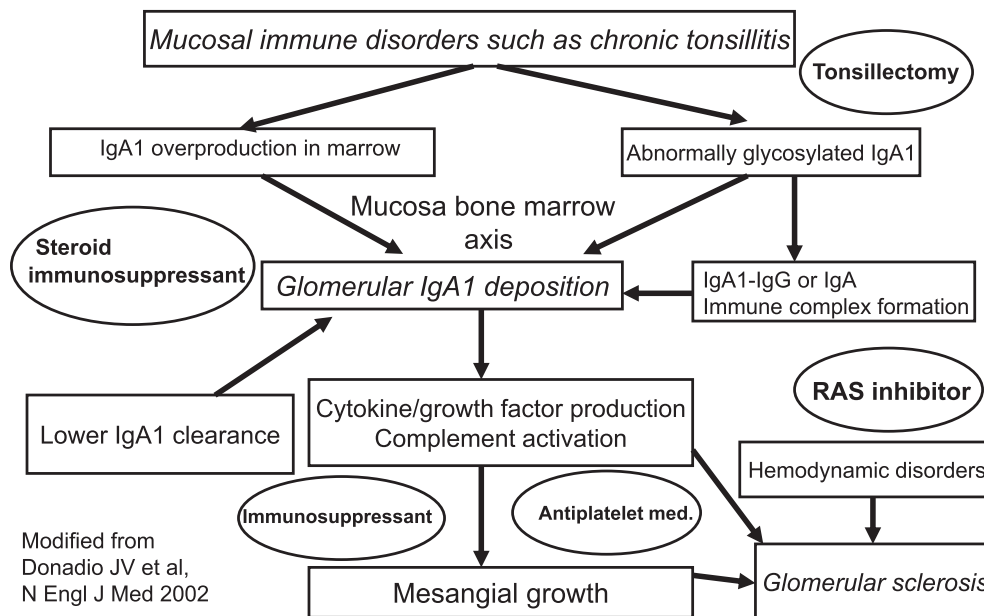 Mucosal immune disorders such as chronic tonsillitis
Tonsillectomy
IgA1 overproduction in marrow
Abnormally glycosylated IgA1
Mucosa bone marrow
axis
Steroid
immunosuppressant
Glomerular IgA1 deposition
IgA1-IgG or IgA
Immune complex formation
RAS inhibitor
Lower IgA1 clearance
Cytokine/growth factor production
Complement activation
Hemodynamic disorders
Immunosuppressant
Antiplatelet med.
Modified from
Donadio JV et al,
N Engl J Med 2002
Mesangial growth
Glomerular sclerosis